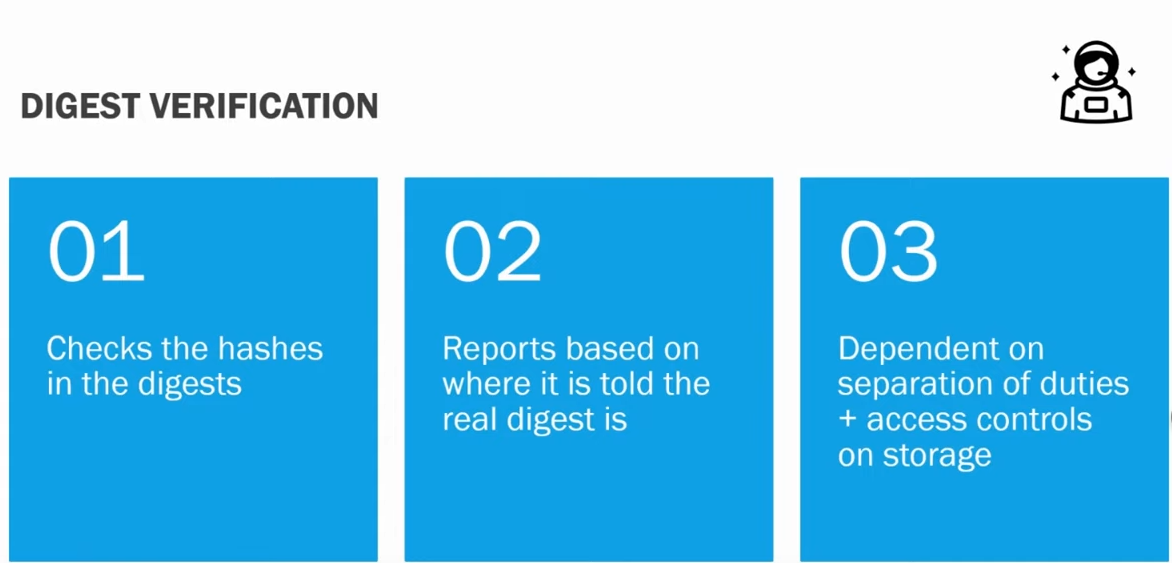 DIGEST VERIFICATION
01
Checks the hashes
in the digests
02
Reports based on
where it is told the
real digest is
03
Dependent on
separation of duties
+ access controls
on storage